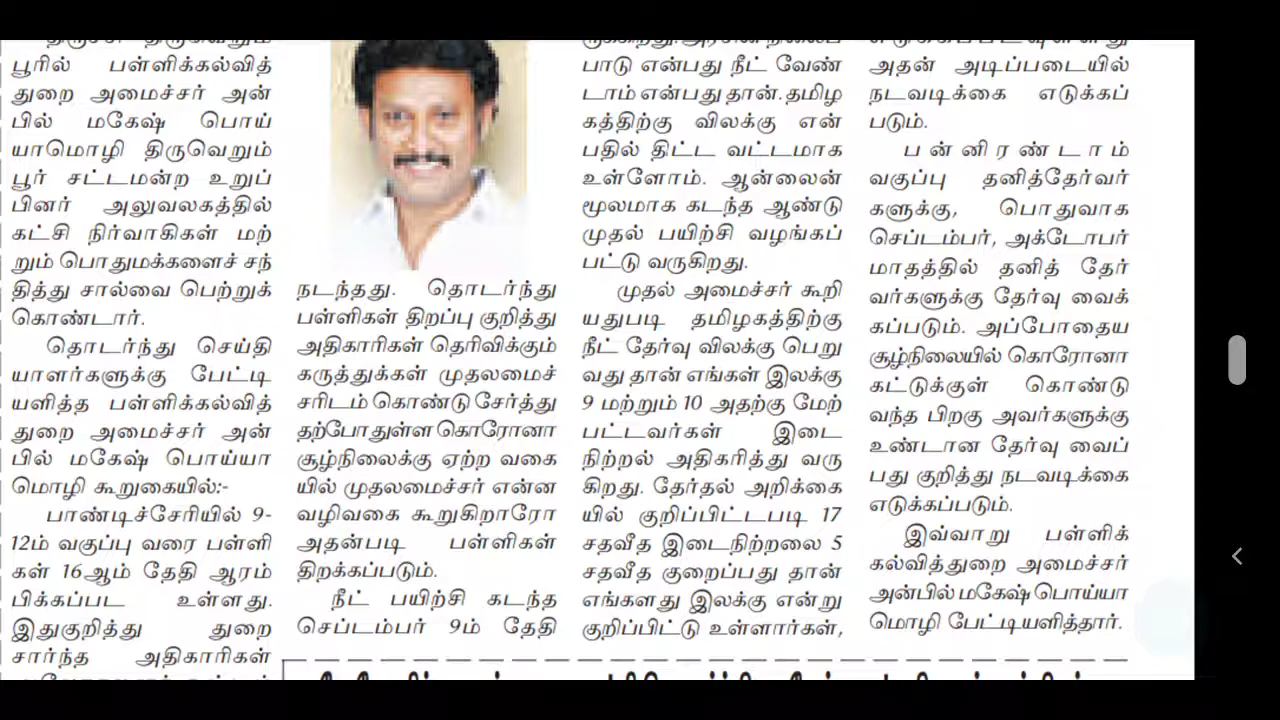 பூரில் பள்ளிக்கல்வித்
துறை அமைச்சர் அன்
பில் மகேஷ் பொய்
யாமொழி திருவெறும்
பூர் சட்டமன்ற உறுப்
பினர் அலுவலகத்தில்
கட்சி நிர்வாகிகள் மற்
றும் பொதுமக்களைச் சந்
தித்து சால்வை பெற்றுக்
கொண்டார்.
தொடர்ந்து செய்தி
யாளர்களுக்கு பேட்டி
யளித்த பள்ளிக்கல்வித்
துறை அமைச்சர் அன்
பில் மகேஷ் பொய்யா
மொழி கூறுகையில்:-
பாண்டிச்சேரியில் 9-
12ம் வகுப்பு வரை பள்ளி
கள் 16ஆம் தேதி ஆரம்
பிக்கப்பட உள்ளது.
இதுகுறித்து துறை
சார்ந்த அதிகாரிகள்
நடந்தது. தொடர்ந்து
பள்ளிகள் திறப்பு குறித்து
அதிகாரிகள் தெரிவிக்கும்
கருத்துக்கள் முதலமைச்
சரிடம் கொண்டு சேர்த்து
தற்போதுள்ள கொரோனா
சூழ்நிலைக்கு ஏற்ற வகை
யில் முதலமைச்சர் என்ன
வழிவகை கூறுகிறாரோ
அதன்படி பள்ளிகள்
திறக்கப்படும்.
நீட் பயிற்சி கடந்த
செப்டம்பர் 9ம் தேதி
பாடு என்பது நீட் வேண்
டாம் என்பது தான். தமிழ
கத்திற்கு விலக்கு என்
பதில் திட்ட வட்டமாக
உள்ளோம். ஆன்லைன்
மூலமாக கடந்த ஆண்டு
முதல் பயிற்சி வழங்கப்
பட்டு வருகிறது.
முதல் அமைச்சர் கூறி
யதுபடி தமிழகத்திற்கு
நீட் தேர்வு விலக்கு பெறு
வது தான் எங்கள் இலக்கு
9 மற்றும் 10 அதற்கு மேற்
பட்டவர்கள் இடை
நிற்றல் அதிகரித்து வரு
கிறது. தேர்தல் அறிக்கை
யில் குறிப்பிட்டபடி 17
சதவீத இடைநிற்றலை 5
சதவீத குறைப்பது தான்
எங்களது இலக்கு என்று
குறிப்பிட்டு உள்ளார்கள்,
அதன் அடிப்படையில்
நடவடிக்கை எடுக்கப்
படும்.
பன்னிரண்டாம்
வகுப்பு தனித்தேர்வர்
களுக்கு, பொதுவாக
செப்டம்பர், அக்டோபர்
மாதத்தில் தனித் தேர்
வர்களுக்கு தேர்வு வைக்
கப்படும். அப்போதைய
சூழ்நிலையில் கொரோனா
கட்டுக்குள் கொண்டு
வந்த பிறகு அவர்களுக்கு
உண்டான தேர்வு வைப்
பது குறித்து நடவடிக்கை
எடுக்கப்படும்.
இவ்வாறு பள்ளிக்
கல்வித்துறை அமைச்சர்
அன்பில் மகேஷ் பொய்யா
மொழி பேட்டியளித்தார்.